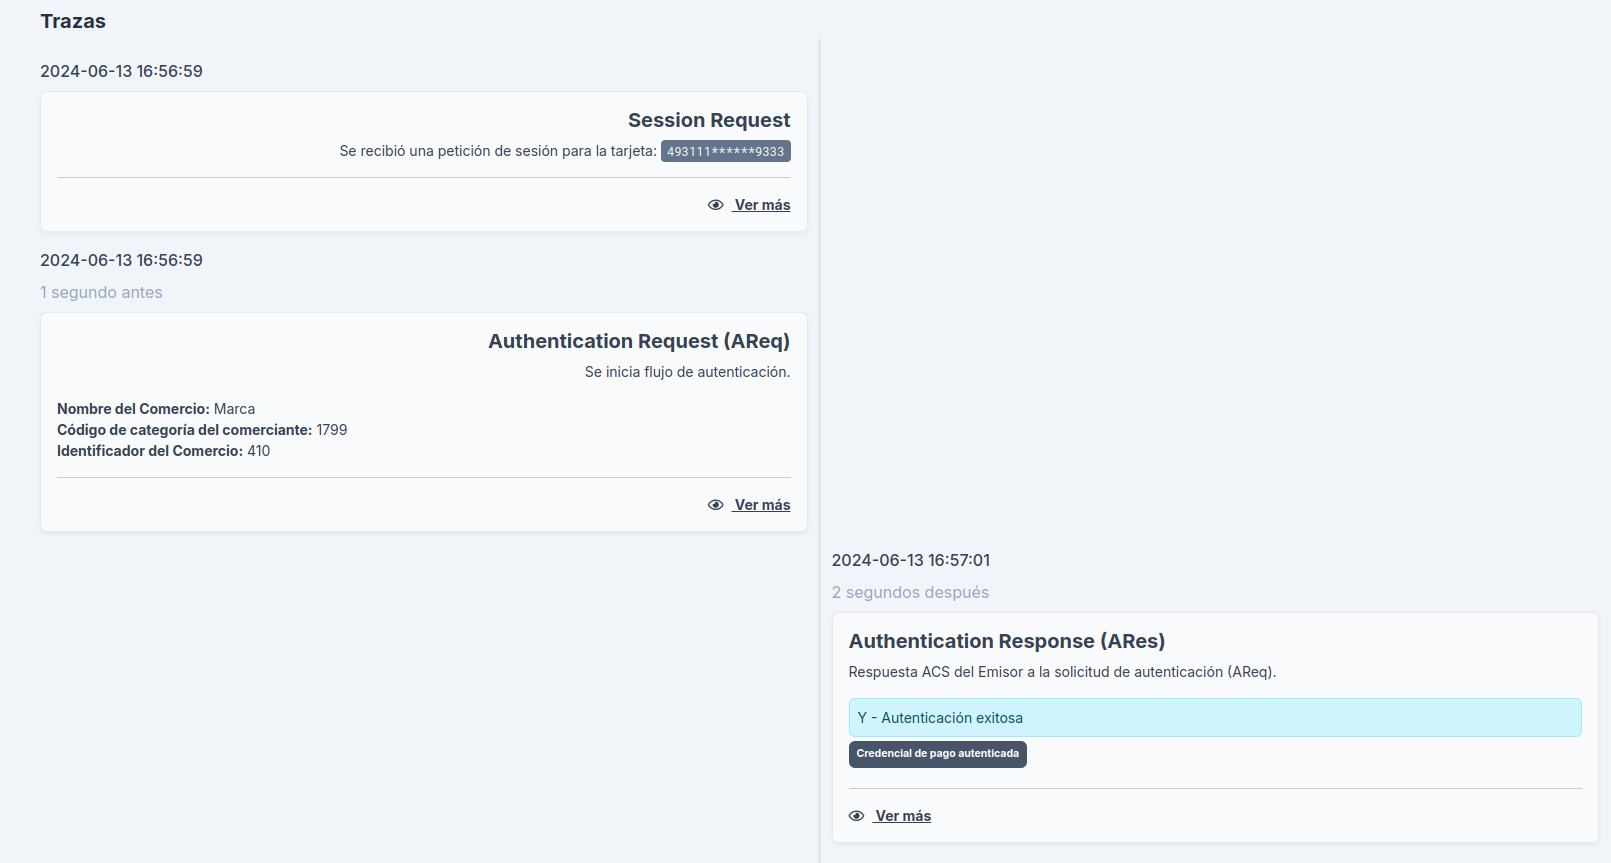 Trazas
2024-06-13 16:56:59
Session Request
Se recibió una petición de sesión para la tarjeta: 493111******9333
Ver más
2024-06-13 16:56:59
1 segundo antes
Authentication Request (AReq)
Se inicia flujo de autenticación.
Nombre del Comercio: Marca
Código de categoría del comerciante: 1799
Identificador del Comercio: 410
Ver más
2024-06-13 16:57:01
2 segundos después
Authentication Response (ARes)
Respuesta ACS del Emisor a la solicitud de autenticación (AReq).
Y - Autenticación exitosa
Credencial de pago autenticada
Ver más